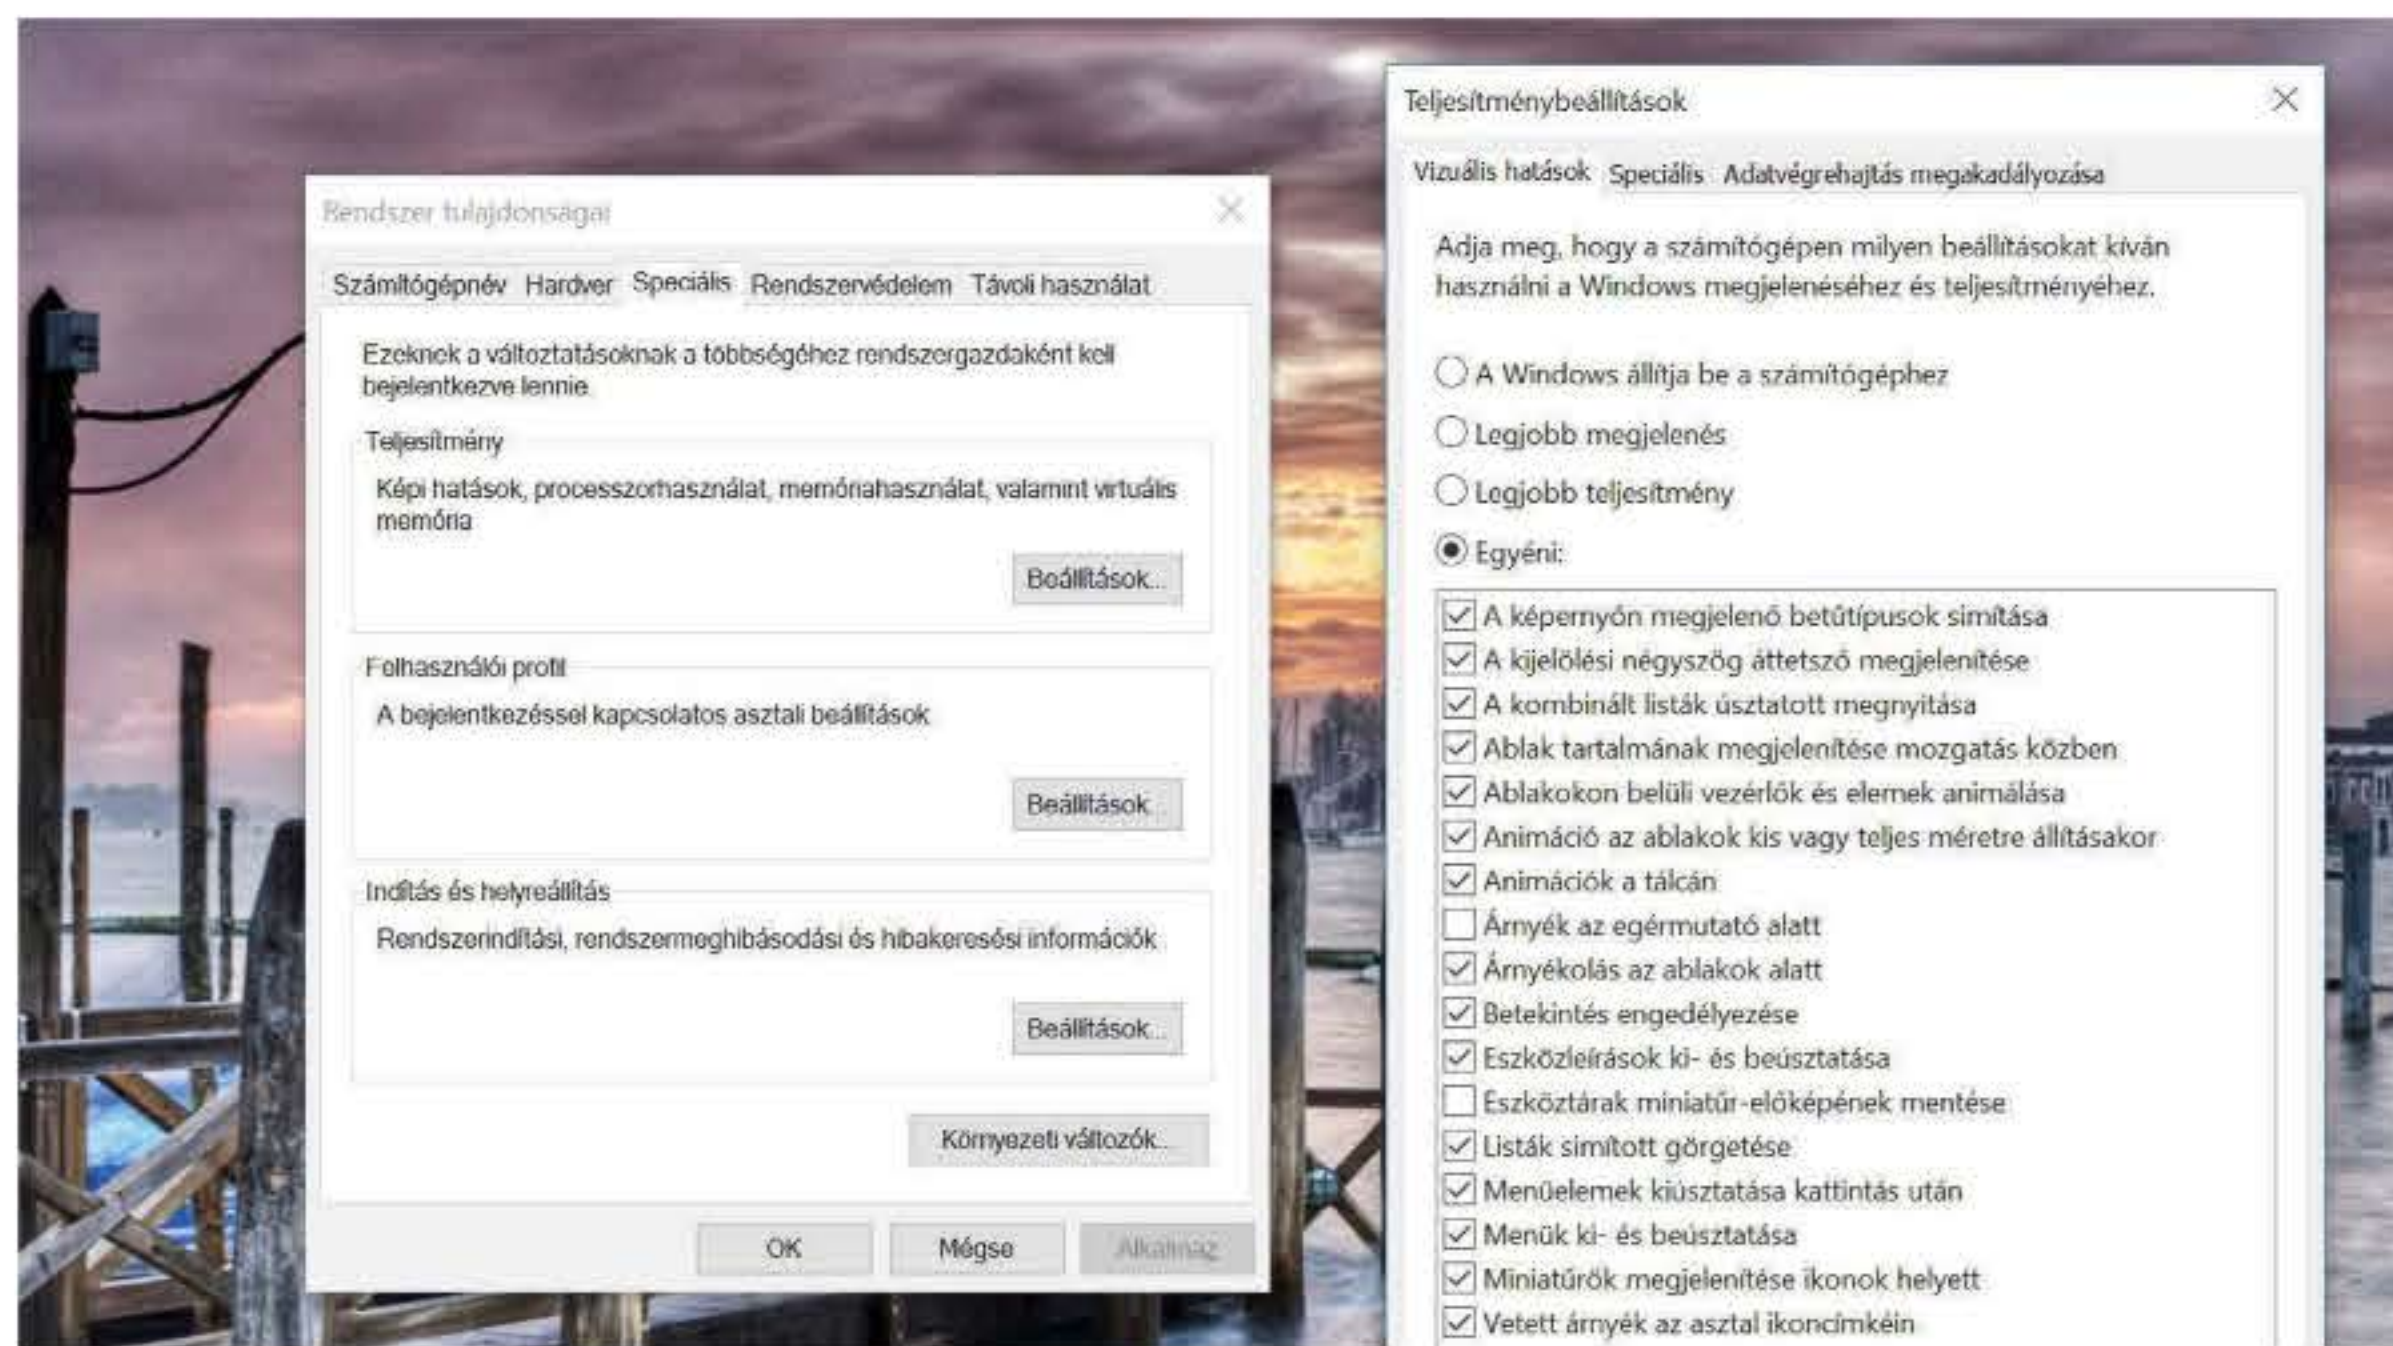 Rendszer tulajdonságai
Számítógépnév Hardver Speciális Rendszervédelem Távoli használat
Ezeknek a változtatásoknak a többségéhez rendszergazdaként kell
bejelentkezve lennie.
Teljesítmény
Képi hatások, processzorhasználat, memóriahasználat, valamint virtuális
memória
Beállítások...
Felhasználói profil
A bejelentkezéssel kapcsolatos asztali beállítások
Beállítások...
Indítás és helyreállítás
Rendszerindítási, rendszermeghibásodási és hibakeresési információk
Beállítások...
Környezeti változók...
OK Mégse Alkalmaz
Teljesítménybeállítások
Vizuális hatások Speciális Adatvégrehajtás megakadályozása
Adja meg, hogy a számítógépen milyen beállításokat kíván
használni a Windows megjelenéséhez és teljesítményéhez.
A Windows állítja be a számítógéphez
Legjobb megjelenés
Legjobb teljesítmény
Egyéni:
A képernyőn megjelenő betűtípusok simítása
A kijelölési négyszög áttetsző megjelenítése
A kombinált listák úsztatott megnyitása
Ablak tartalmának megjelenítése mozgatás közben
Ablakokon belüli vezérlők és elemek animálása
Animáció az ablakok kis vagy teljes méretre állításakor
Animációk a tálcán
Árnyék az egérmutató alatt
Árnyékolás az ablakok alatt
Betekintés engedélyezése
Eszközleírások ki- és beúsztatása
Eszköztárak miniatűr-előképének mentése
Listák simított görgetése
Menüelemek kiúsztatása kattintás után
Menük ki- és beúsztatása
Miniatűrök megjelenítése ikonok helyett
Vetett árnyék az asztal ikoncímkéin